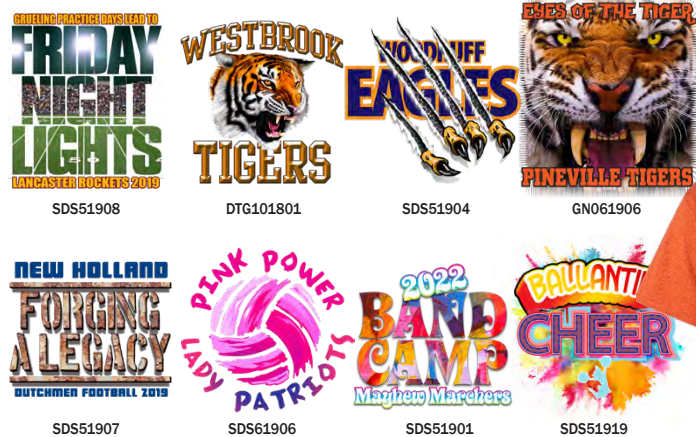 GRUELING PRACTICE DAYS LEAD TO
FRIDAY
NIGHT
LIGHTS
50
LANCASTER ROCKETS 2019
SDS51908
WESTBROOK
TIGERS
DTG101801
WOODRUFF
EAGLES
SDS51904
EYES OF THE TIGER
PINEVILLE TIGERS
GN061906
NEW HOLLAND
FORGING
A LEGACY
DUTCHMEN FOOTBALL 2019
SDS51907
PINK POWER
LADY PATRIOTS
SDS61906
2022
BAND
CAMP
Mayhew Marchers
SDS51901
CHEER
SDS51919